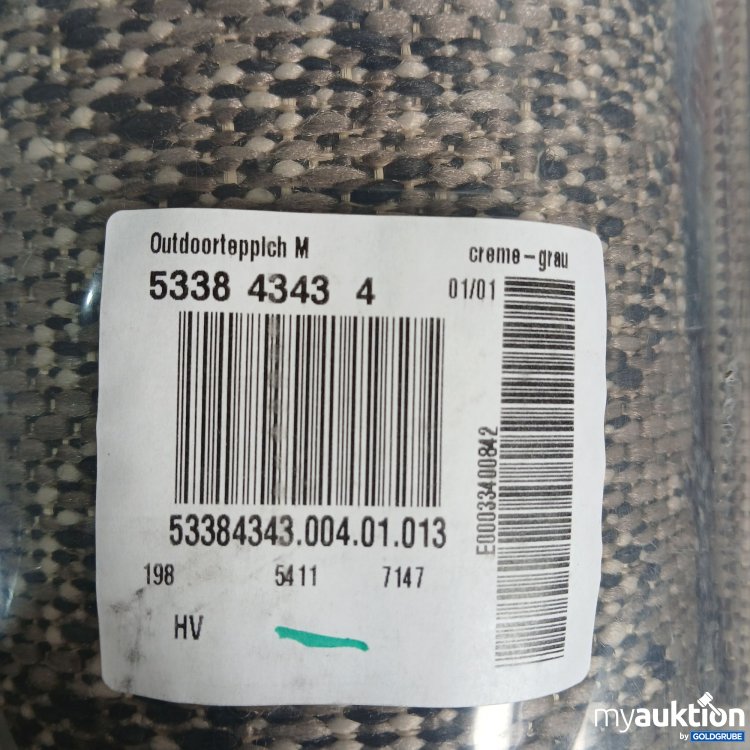 Outdoorteppich M creme-grau
5338 4343 4 01/01
E00033400842
53384343.004.01.013
198 5411 7147
HV
myauktion
by GOLDGRUBE